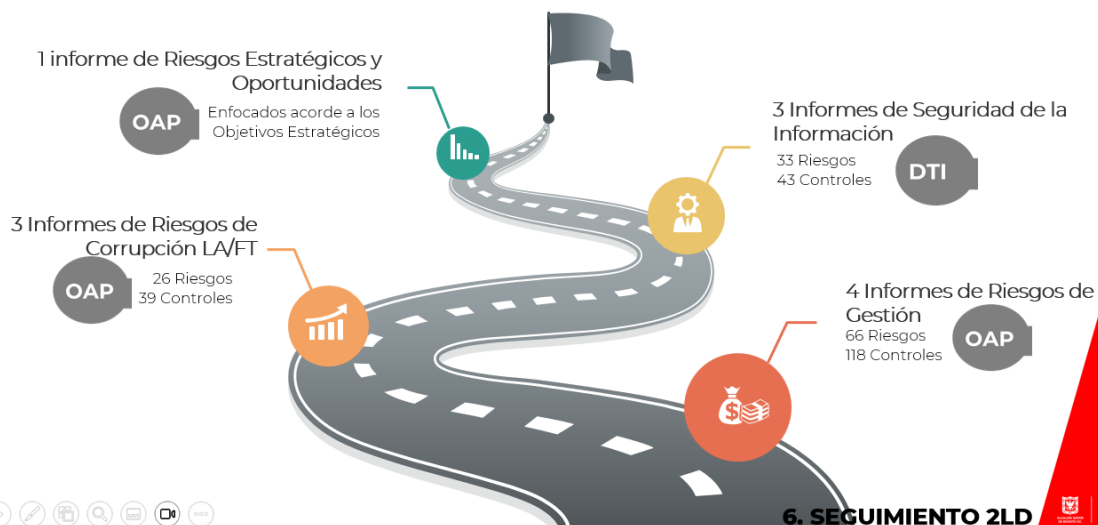 1 informe de Riesgos Estratégicos y
Oportunidades
OAP
Enfocados acorde a los
Objetivos Estratégicos
3 Informes de Seguridad de la
Información
33 Riesgos
43 Controles
DTI
3 Informes de Riesgos de
Corrupción LA/FT
OAP
26 Riesgos
39 Controles
4 Informes de Riesgos de
Gestión
66 Riesgos
118 Controles
OAP
$
6. SEGUIMIENTO 2LD